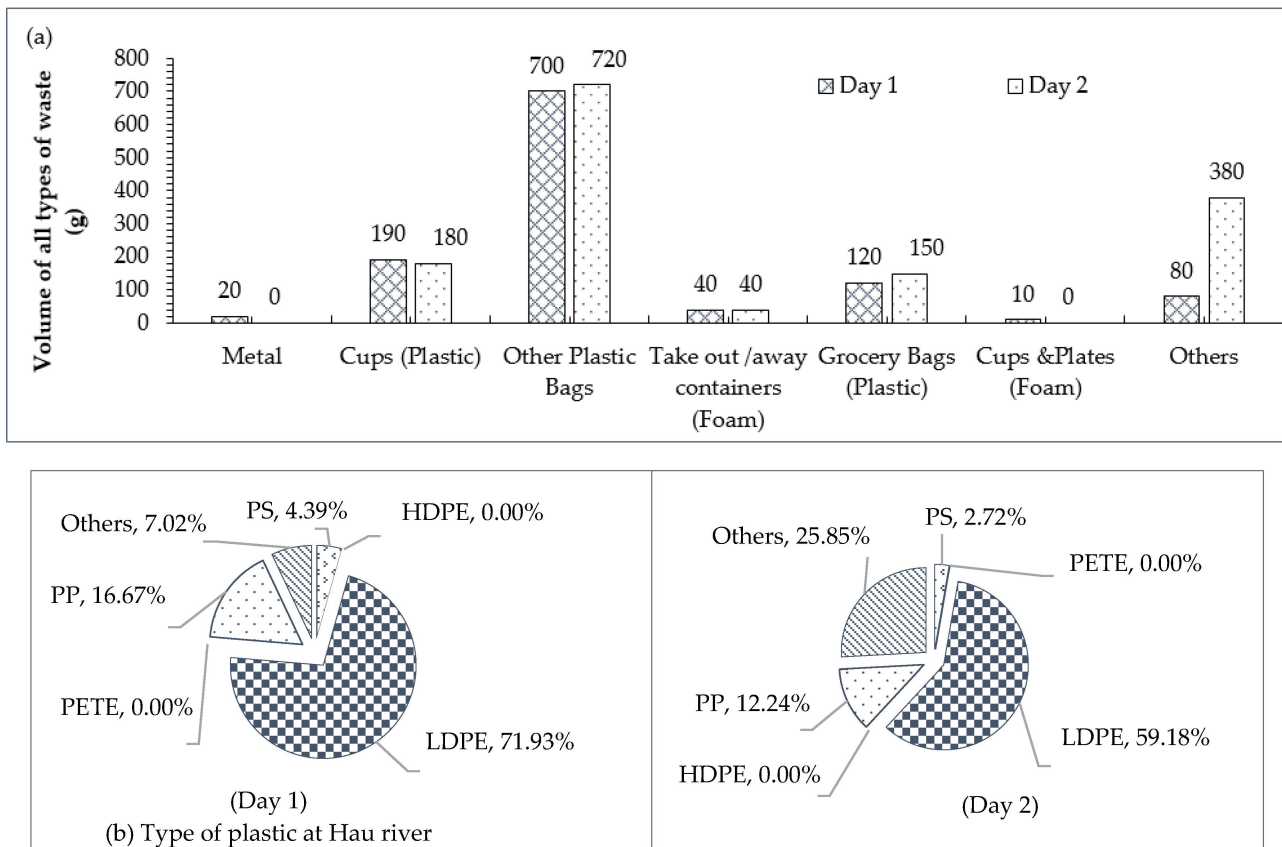 (a)
Volume of all types of waste
(g)
800
700
600
500
400
300
200
100
0
Day 1
Day 2
20
0
190
180
700
720
40
40
120
150
10
0
80
380
Metal
Cups (Plastic)
Other Plastic
Bags
Take out /away
containers
(Foam)
Grocery Bags
(Plastic)
Cups &Plates
(Foam)
Others
PS, 4.39%
HDPE, 0.00%
Others, 7.02%
PP, 16.67%
PETE, 0.00%
LDPE, 71.93%
(Day 1)
(b) Type of plastic at Hau river
PS, 2.72%
Others, 25.85%
PETE, 0.00%
PP, 12.24%
LDPE, 59.18%
HDPE, 0.00%
(Day 2)